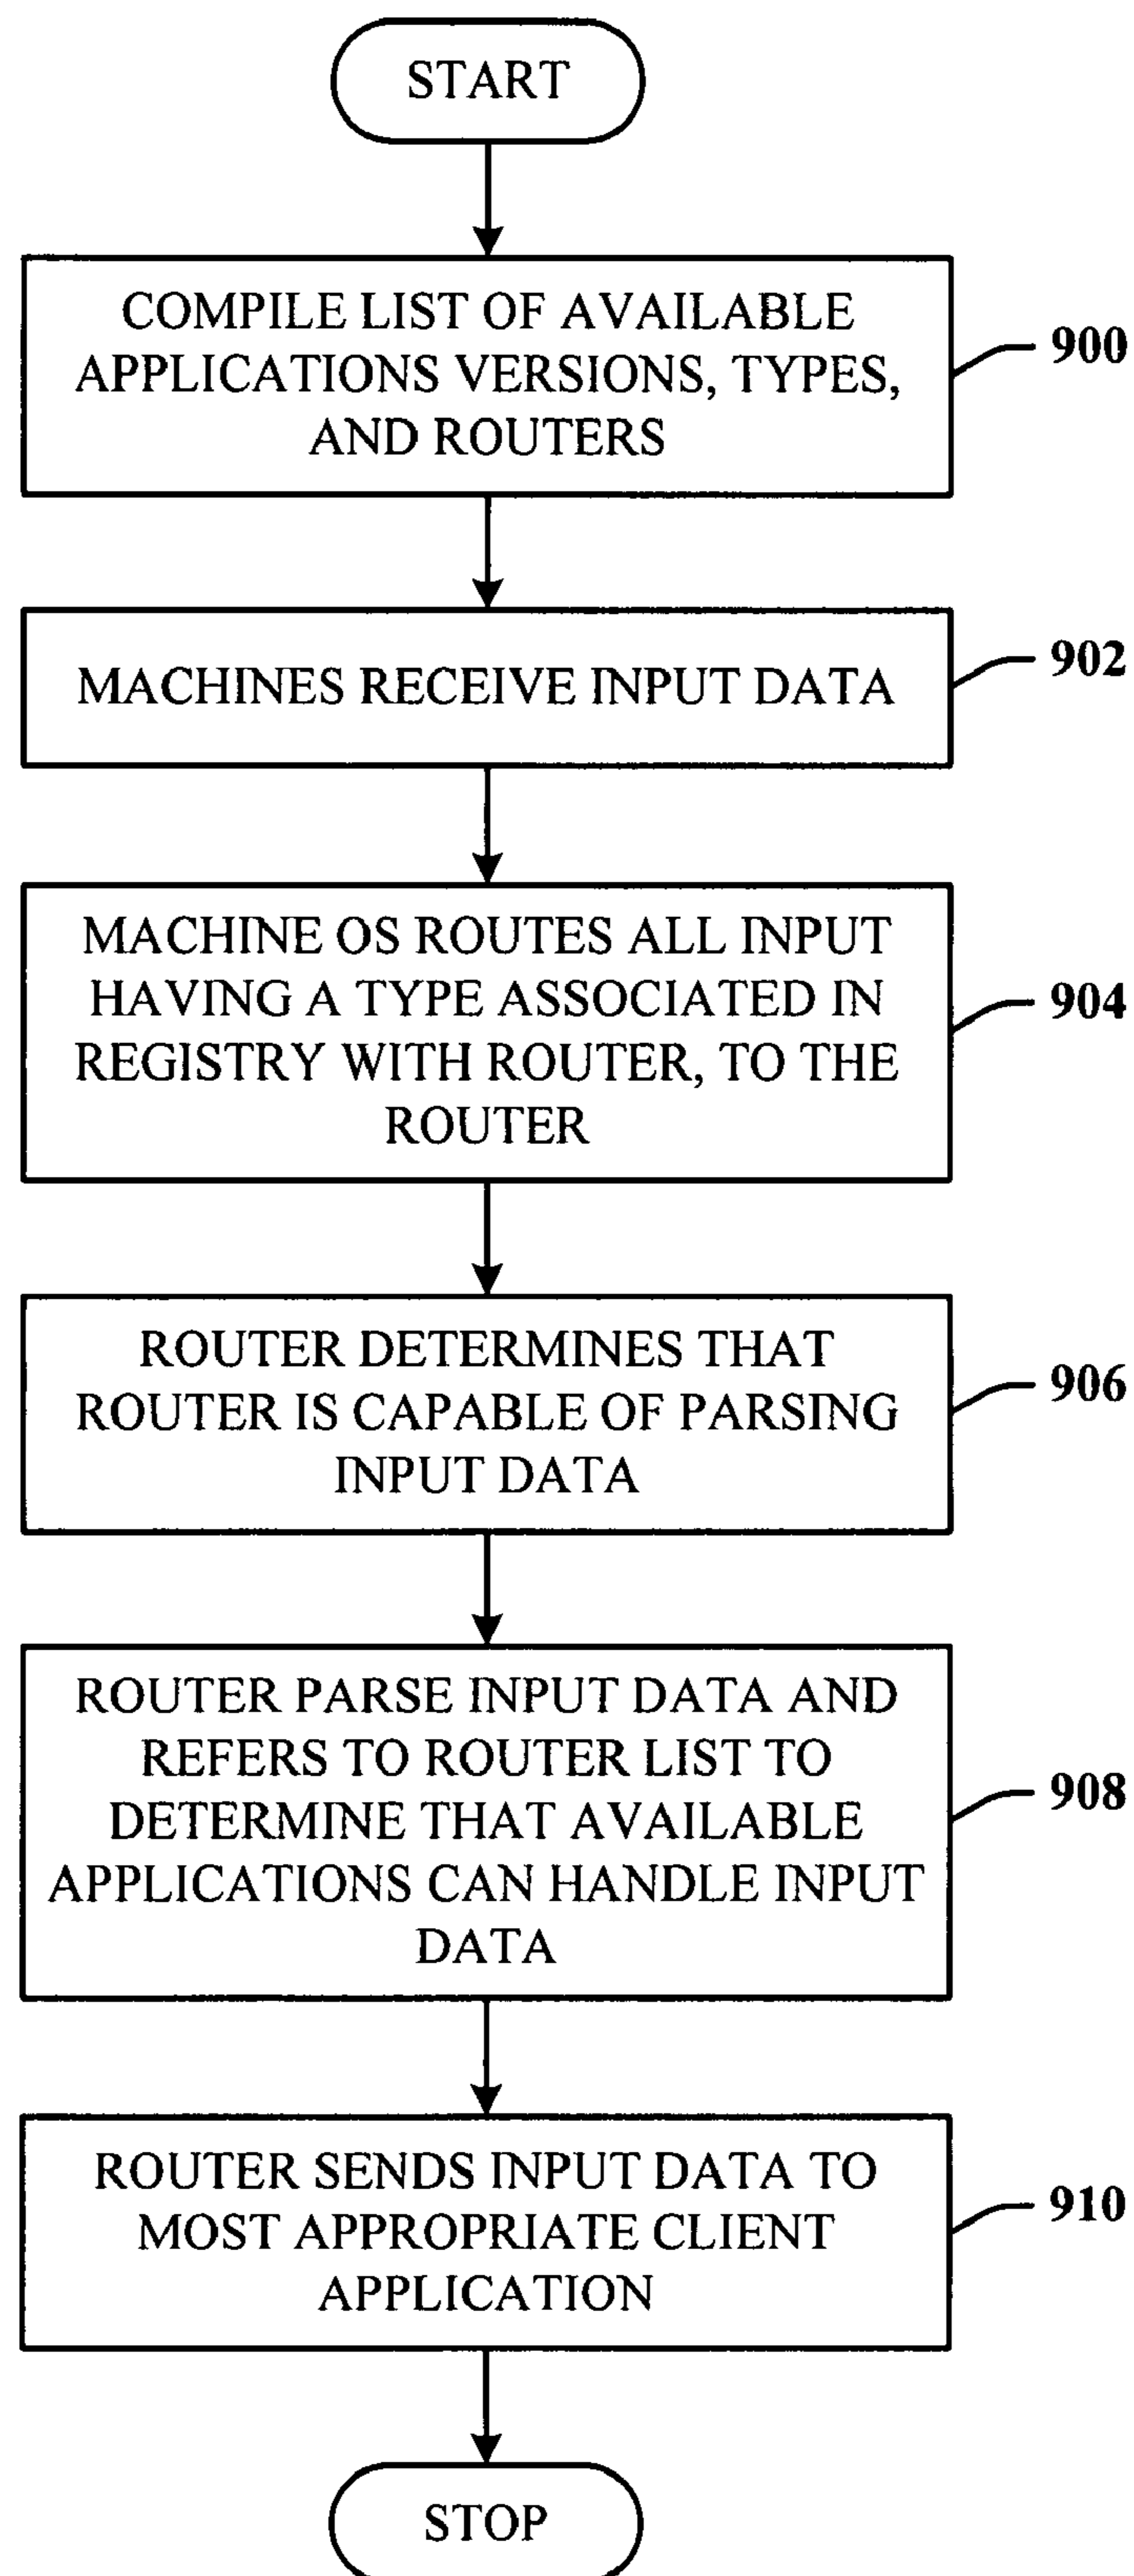 START
COMPILE LIST OF AVAILABLE
APPLICATIONS VERSIONS, TYPES,
AND ROUTERS
900
MACHINES RECEIVE INPUT DATA
902
MACHINE OS ROUTES ALL INPUT
HAVING A TYPE ASSOCIATED IN
REGISTRY WITH ROUTER, TO THE
ROUTER
904
ROUTER DETERMINES THAT
ROUTER IS CAPABLE OF PARSING
INPUT DATA
906
ROUTER PARSE INPUT DATA AND
REFERS TO ROUTER LIST TO
DETERMINE THAT AVAILABLE
APPLICATIONS CAN HANDLE INPUT
DATA
908
ROUTER SENDS INPUT DATA TO
MOST APPROPRIATE CLIENT
APPLICATION
910
STOP